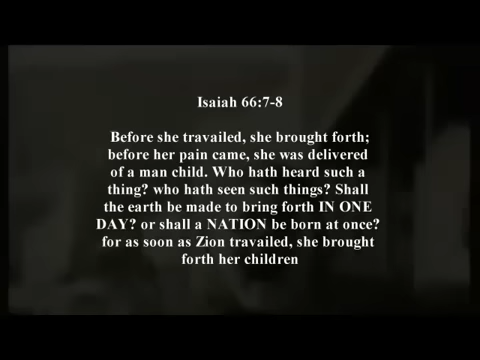 Isaiah 66:7-8
Before she travailed, she brought forth;
before her pain came, she was delivered
of a man child. Who hath heard such a
thing? who hath seen such things? Shall
the earth be made to bring forth IN ONE
DAY? or shall a NATION be born at once?
for as soon as Zion travailed, she brought
forth her children